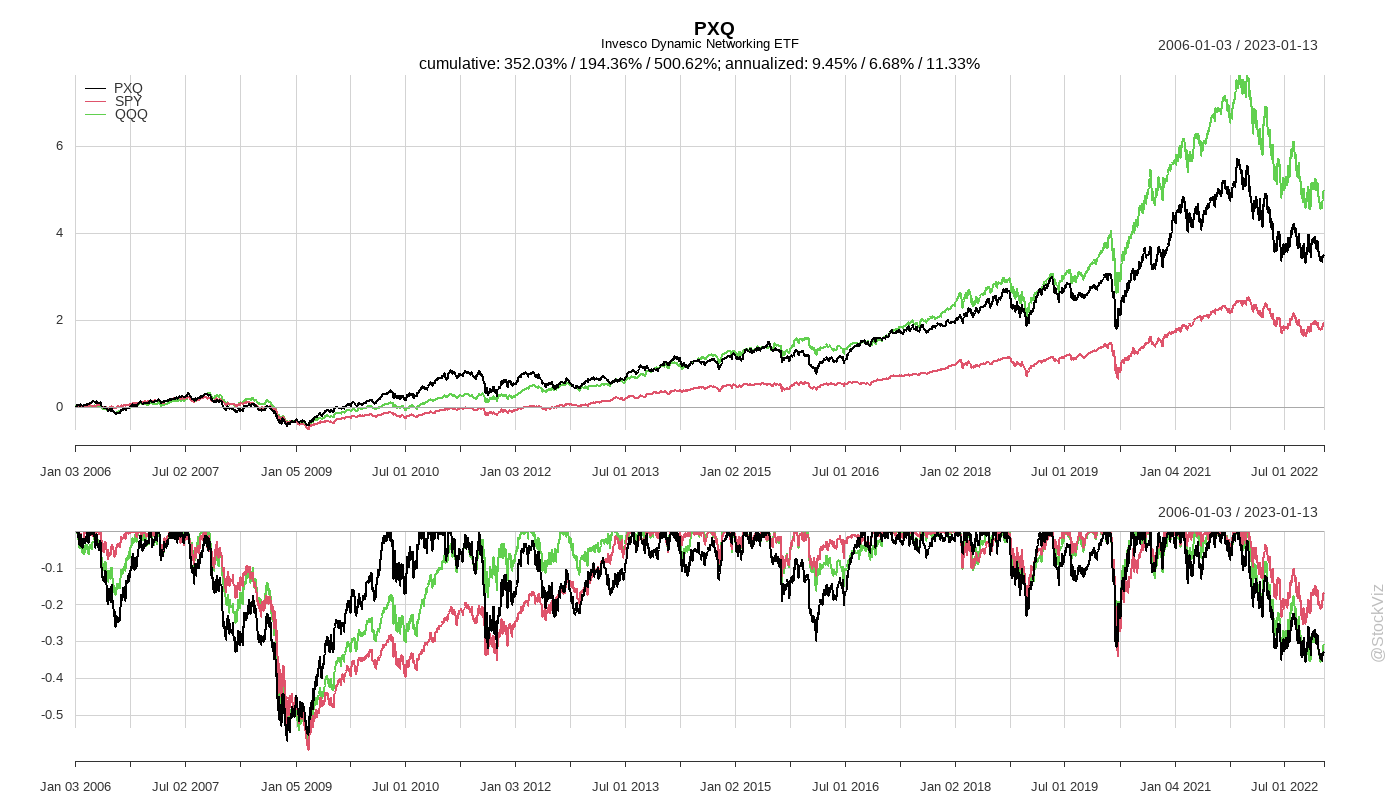 PXQ
Invesco Dynamic Networking ETF
2006-01-03 / 2023-01-13
cumulative: 352.03% / 194.36% / 500.62%; annualized: 9.45% / 6.68% / 11.33%
PXQ
SPY
QQQ
6
4
2
0
Jan 03 2006 Jul 02 2007 Jan 05 2009 Jul 01 2010 Jan 03 2012 Jul 01 2013 Jan 02 2015 Jul 01 2016 Jan 02 2018 Jul 01 2019 Jan 04 2021 Jul 01 2022
2006-01-03 / 2023-01-13
-0.1
-0.2
-0.3
-0.4
-0.5
@StockViz
Jan 03 2006 Jul 02 2007 Jan 05 2009 Jul 01 2010 Jan 03 2012 Jul 01 2013 Jan 02 2015 Jul 01 2016 Jan 02 2018 Jul 01 2019 Jan 04 2021 Jul 01 2022